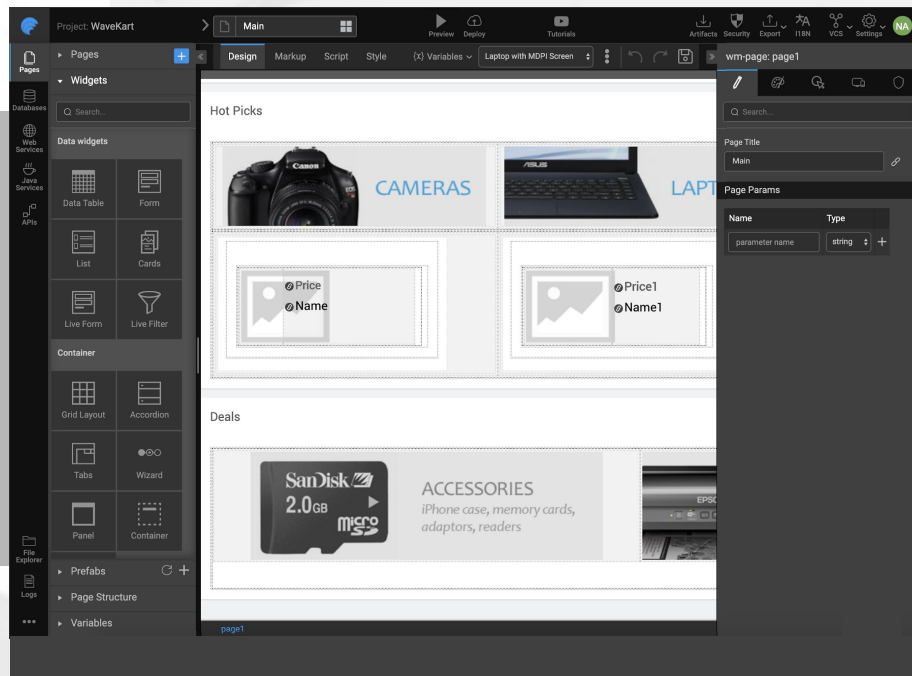 Project: WaveKart
Main
Preview
Deploy
Tutorials
Artifacts
Security
Export
I18N
VCS
Settings
NA
Pages
Databases
Web
Services
Java
Services
APIs
File
Explorer
Logs
Pages
Widgets
Search...
Data widgets
Data Table
Form
List
Cards
Live Form
Live Filter
Container
Grid Layout
Accordion
Tabs
Wizard
Panel
Container
Prefabs
Page Structure
Variables
Design
Markup
Script
Style
{x} Variables
Laptop with MDPI Screen
Hot Picks
Canon
CAMERAS
ASUS
LAPT
Price
Name
Price1
Name1
Deals
SanDisk
2.0GB
Micro
SD
ACCESSORIES
iPhone case, memory cards,
adaptors, readers
EPSO
page1
wm-page: page1
Search...
Page Title
Main
Page Params
Name
Type
parameter name
string